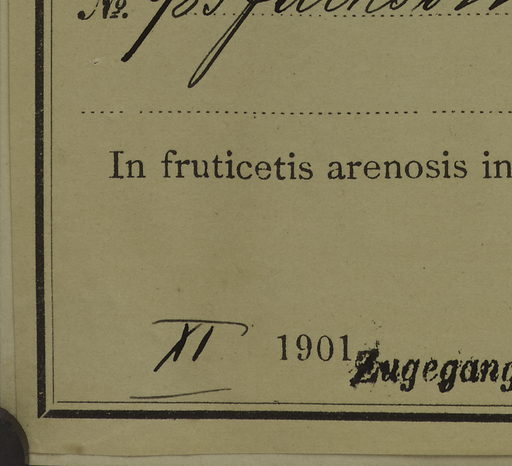 №.
In fruticetis arenosis in
XI 1901
Zugegang